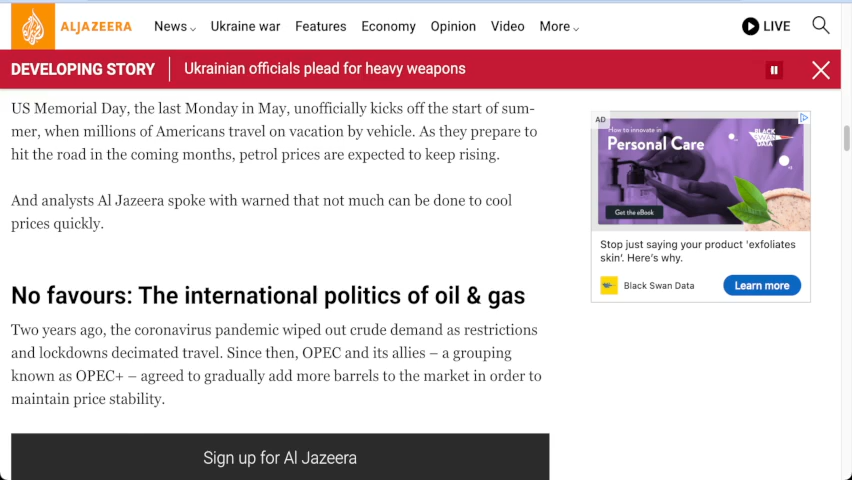 ALJAZEERA News Ukraine war Features Economy Opinion Video More LIVE
DEVELOPING STORY Ukrainian officials plead for heavy weapons
US Memorial Day, the last Monday in May, unofficially kicks off the start of sum-
mer, when millions of Americans travel on vacation by vehicle. As they prepare to
hit the road in the coming months, petrol prices are expected to keep rising.
And analysts Al Jazeera spoke with warned that not much can be done to cool
prices quickly.
No favours: The international politics of oil & gas
Two years ago, the coronavirus pandemic wiped out crude demand as restrictions
and lockdowns decimated travel. Since then, OPEC and its allies – a grouping
known as OPEC+ – agreed to gradually add more barrels to the market in order to
maintain price stability.
Sign up for Al Jazeera
AD
How to innovate in
Personal Care
BLACK
SWAN
DATA
Get the eBook
Stop just saying your product 'exfoliates
skin'. Here's why.
Black Swan Data
Learn more